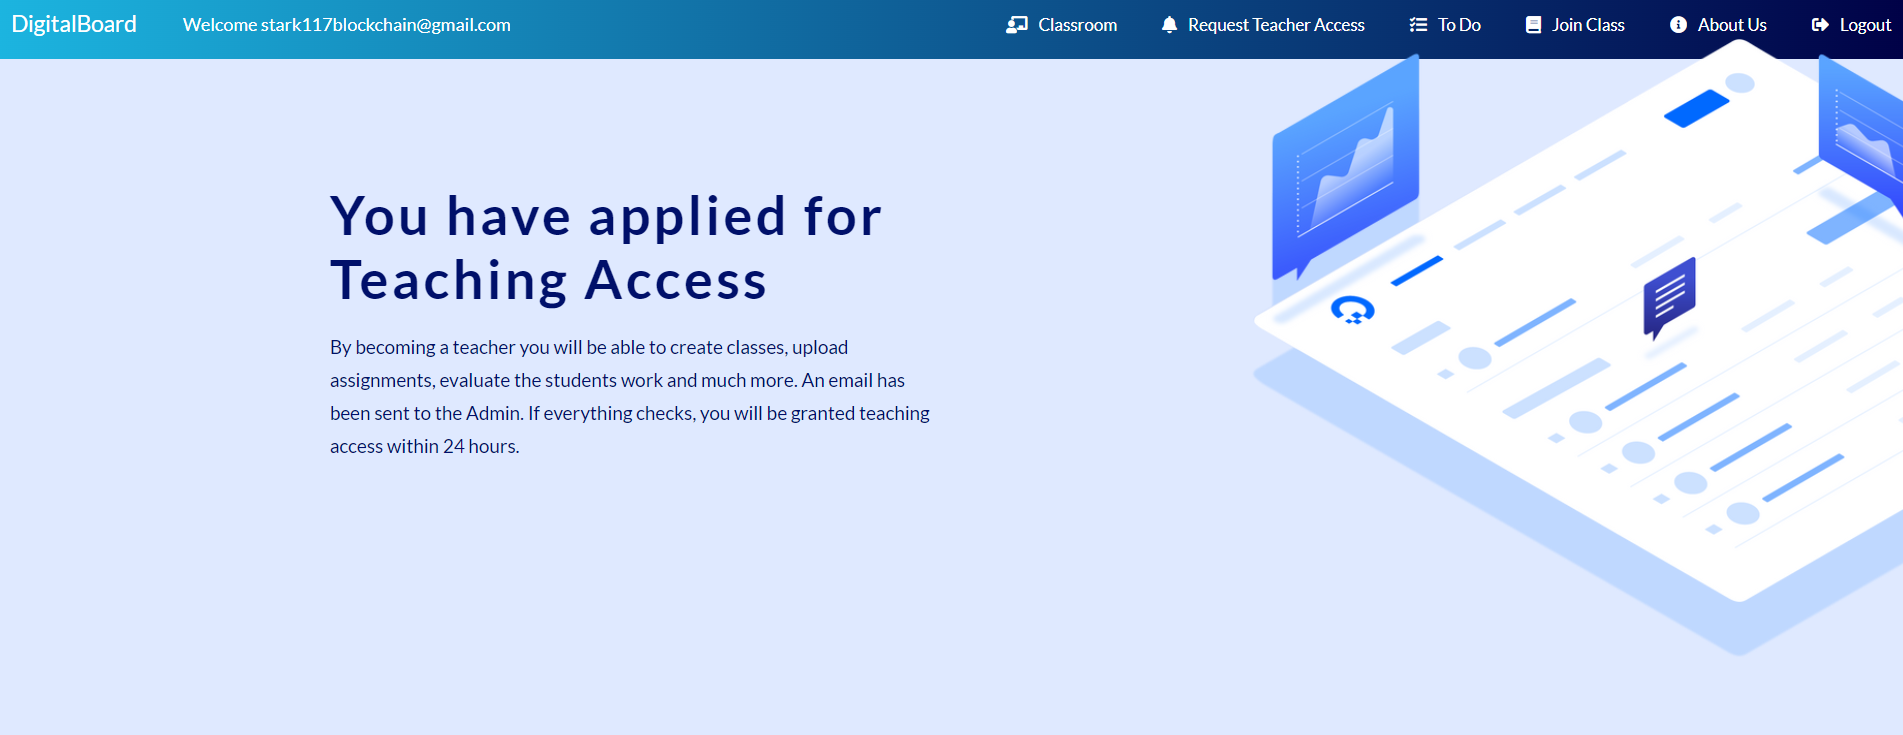 DigitalBoard Welcome stark117blockchain@gmail.com Classroom Request Teacher Access To Do Join Class About Us Logout
You have applied for
Teaching Access
By becoming a teacher you will be able to create classes, upload
assignments, evaluate the students work and much more. An email has
been sent to the Admin. If everything checks, you will be granted teaching
access within 24 hours.